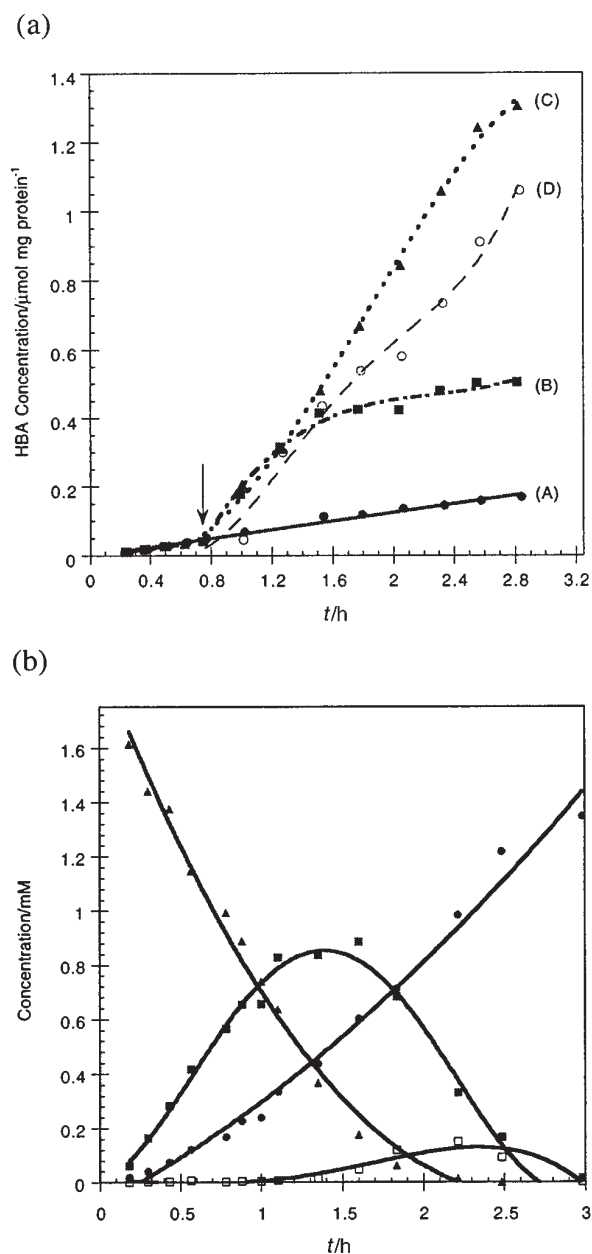 (a)
1.4
1.2
1
0.8
0.6
0.4
0.2
0
HBA Concentration/µmol mg protein⁻¹
(C)
(D)
(B)
(A)
0 0.4 0.8 1.2 1.6 2 2.4 2.8 3.2
t/h
(b)
1.6
1.4
1.2
1
0.8
0.6
0.4
0.2
0
Concentration/mM
0 0.5 1 1.5 2 2.5 3
t/h